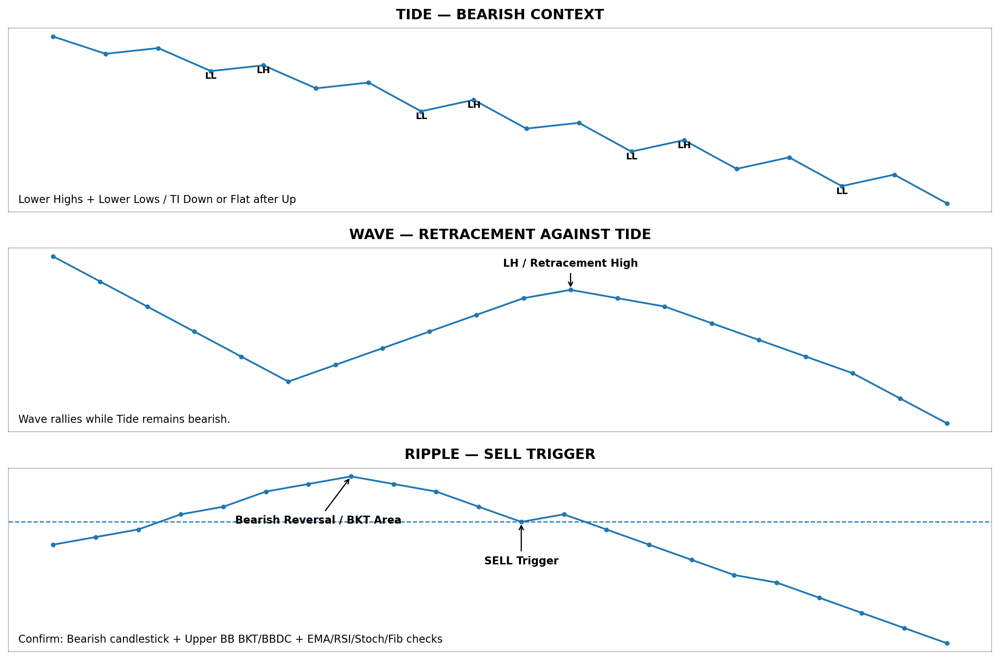 TIDE — BEARISH CONTEXT
LL
LH
LL
LH
LL
LH
LL
Lower Highs + Lower Lows / TI Down or Flat after Up
WAVE — RETRACEMENT AGAINST TIDE
LH / Retracement High
Wave rallies while Tide remains bearish.
RIPPLE — SELL TRIGGER
Bearish Reversal / BKT Area
SELL Trigger
Confirm: Bearish candlestick + Upper BB BKT/BBDC + EMA/RSI/Stoch/Fib checks